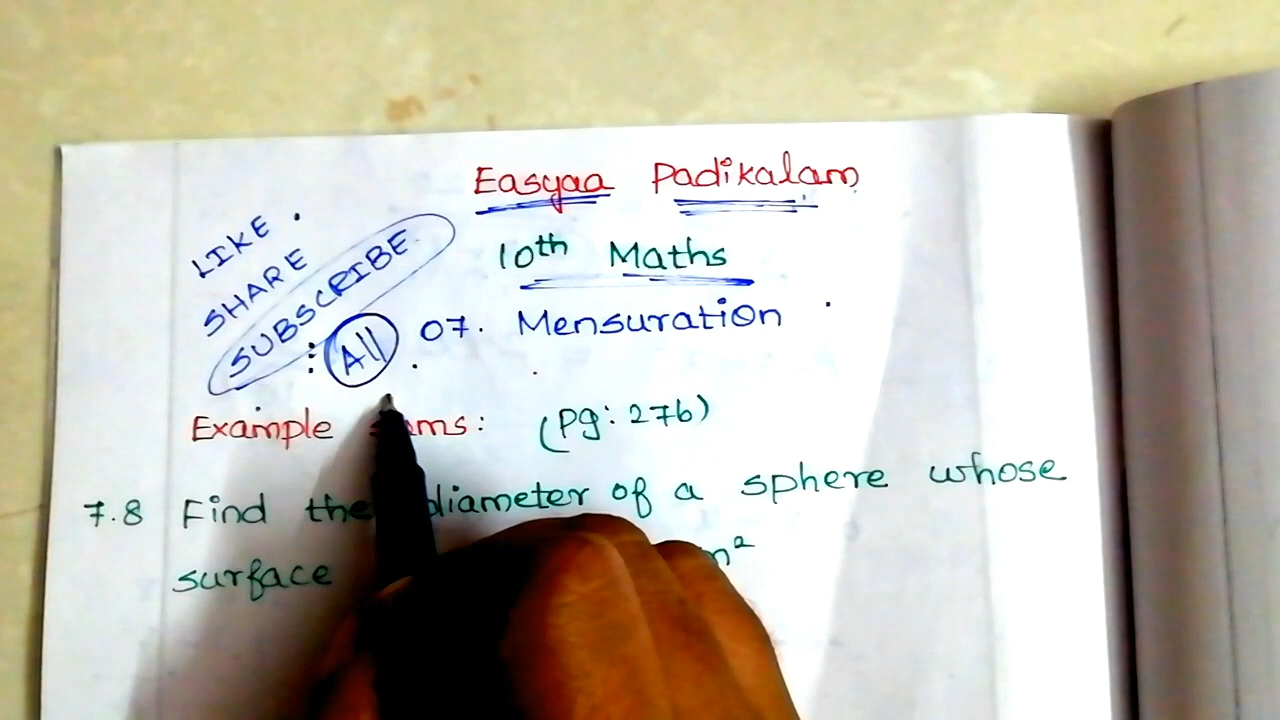 Easyaa Padikalam
10th Maths
LIKE
SHARE
SUBSCRIBE
: All
07. Mensuration
Example sums: (Pg: 276)
7.8 Find the diameter of a sphere whose
surface